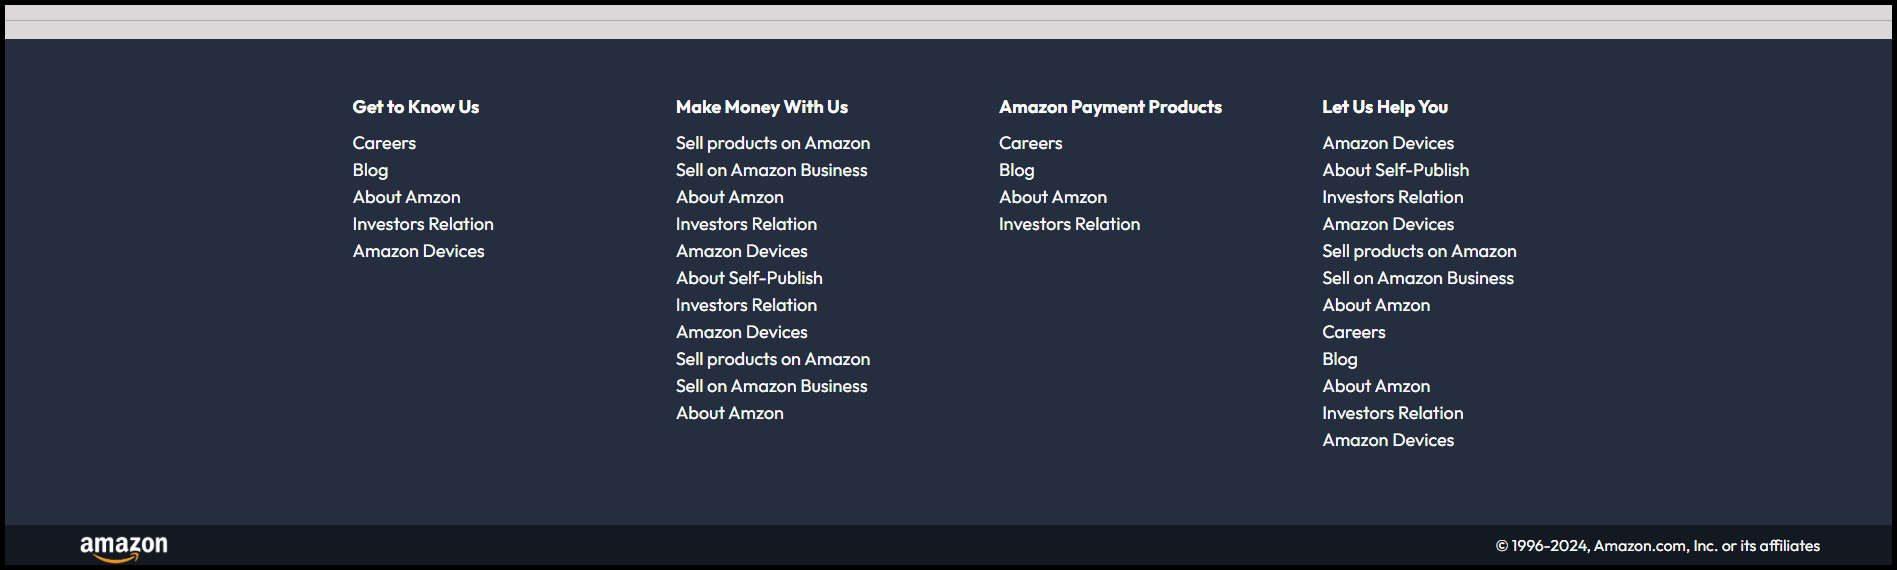 Get to Know Us
Careers
Blog
About Amzon
Investors Relation
Amazon Devices
Make Money With Us
Sell products on Amazon
Sell on Amazon Business
About Amzon
Investors Relation
Amazon Devices
About Self-Publish
Investors Relation
Amazon Devices
Sell products on Amazon
Sell on Amazon Business
About Amzon
Amazon Payment Products
Careers
Blog
About Amzon
Investors Relation
Let Us Help You
Amazon Devices
About Self-Publish
Investors Relation
Amazon Devices
Sell products on Amazon
Sell on Amazon Business
About Amzon
Careers
Blog
About Amzon
Investors Relation
Amazon Devices
amazon
© 1996-2024, Amazon.com, Inc. or its affiliates